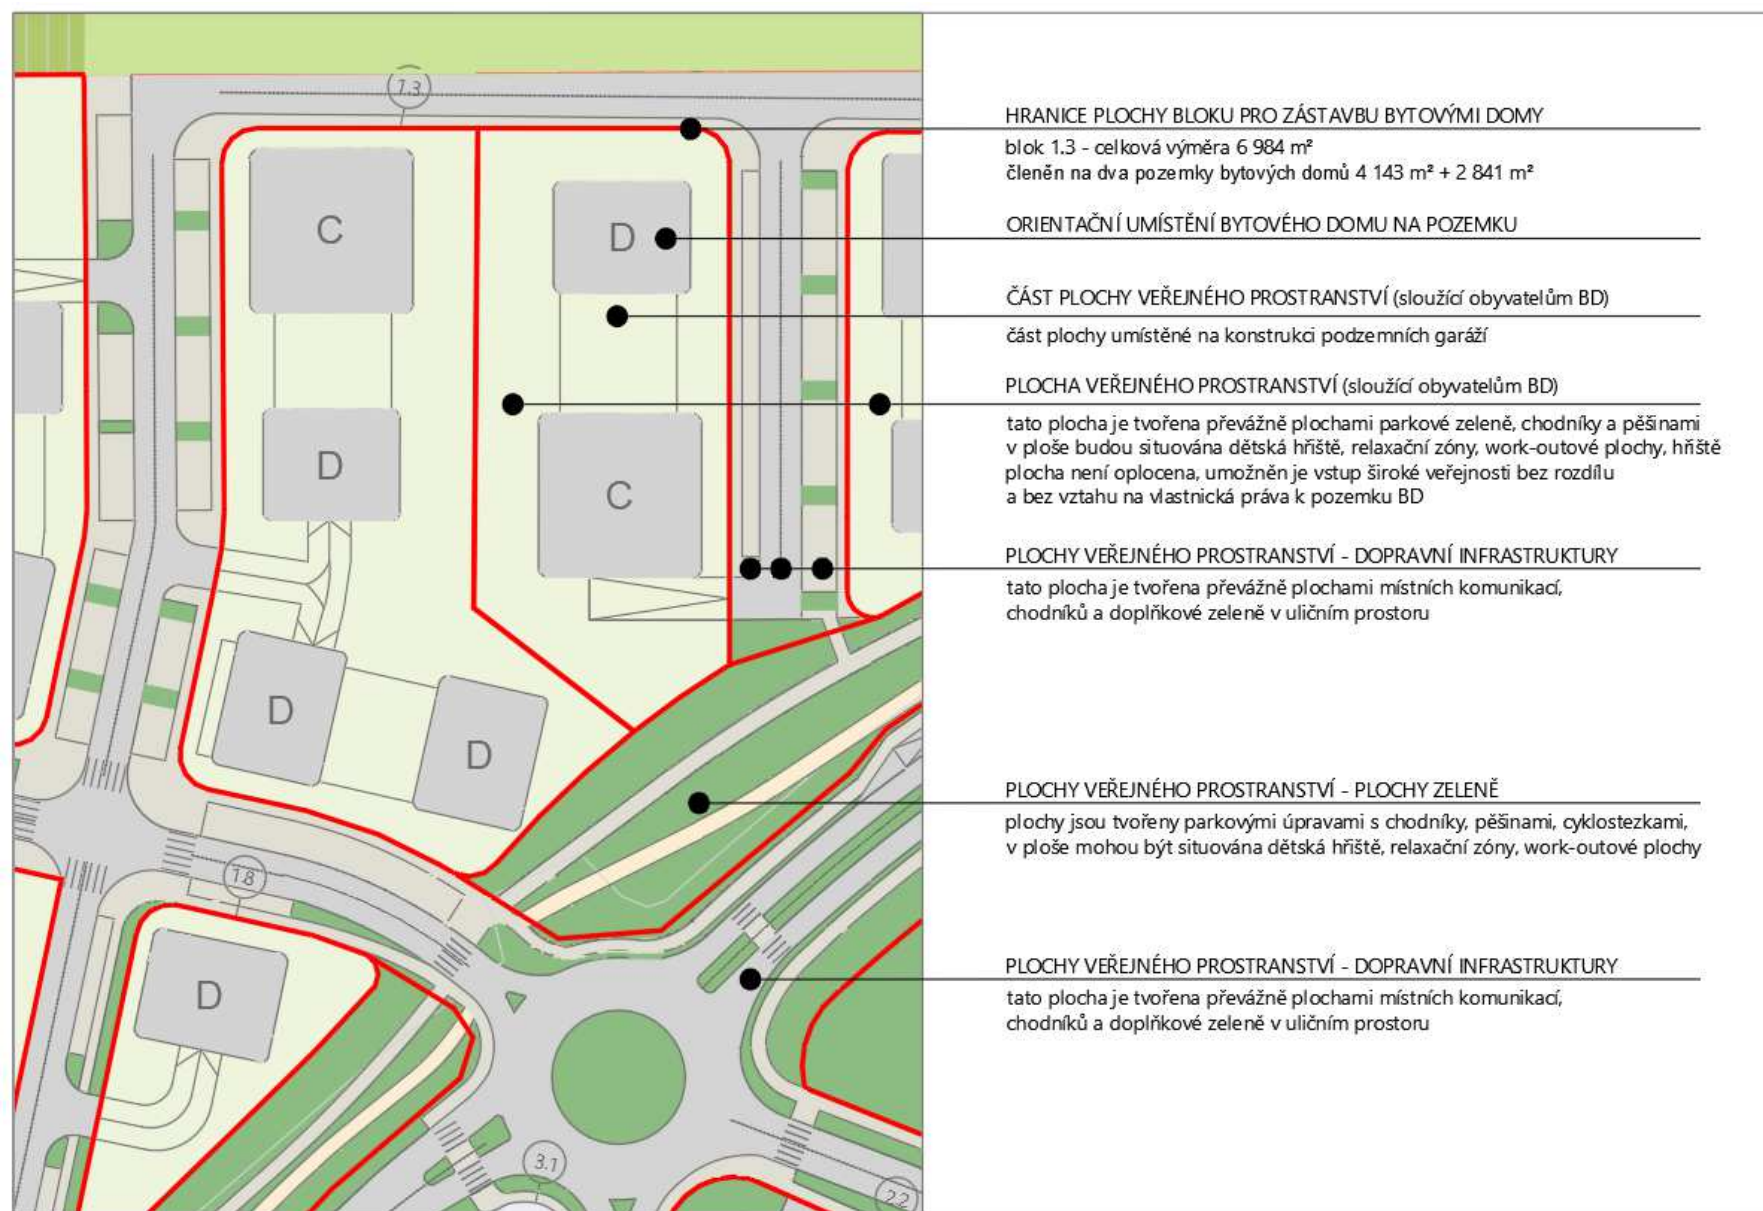 1.3
C
D
D
C
D
D
1.8
D
3.1
2.2
HRANICE PLOCHY BLOKU PRO ZÁSTAVBU BYTOVÝMI DOMY
blok 1.3 - celková výměra 6 984 m²
členěn na dva pozemky bytových domů 4 143 m² + 2 841 m²
ORIENTAČNÍ UMÍSTĚNÍ BYTOVÉHO DOMU NA POZEMKU
ČÁST PLOCHY VEŘEJNÉHO PROSTRANSTVÍ (sloužící obyvatelům BD)
část plochy umístěné na konstrukci podzemních garáží
PLOCHA VEŘEJNÉHO PROSTRANSTVÍ (sloužící obyvatelům BD)
tato plocha je tvořena převážně plochami parkové zeleně, chodníky a pěšinami
v ploše budou situována dětská hřiště, relaxační zóny, work-outové plochy, hřiště
plocha není oplocena, umožněn je vstup široké veřejnosti bez rozdílu
a bez vztahu na vlastnická práva k pozemku BD
PLOCHY VEŘEJNÉHO PROSTRANSTVÍ - DOPRAVNÍ INFRASTRUKTURY
tato plocha je tvořena převážně plochami místních komunikací,
chodníků a doplňkové zeleně v uličním prostoru
PLOCHY VEŘEJNÉHO PROSTRANSTVÍ - PLOCHY ZELENĚ
plochy jsou tvořeny parkovými úpravami s chodníky, pěšinami, cyklostezkami,
v ploše mohou být situována dětská hřiště, relaxační zóny, work-outové plochy
PLOCHY VEŘEJNÉHO PROSTRANSTVÍ - DOPRAVNÍ INFRASTRUKTURY
tato plocha je tvořena převážně plochami místních komunikací,
chodníků a doplňkové zeleně v uličním prostoru